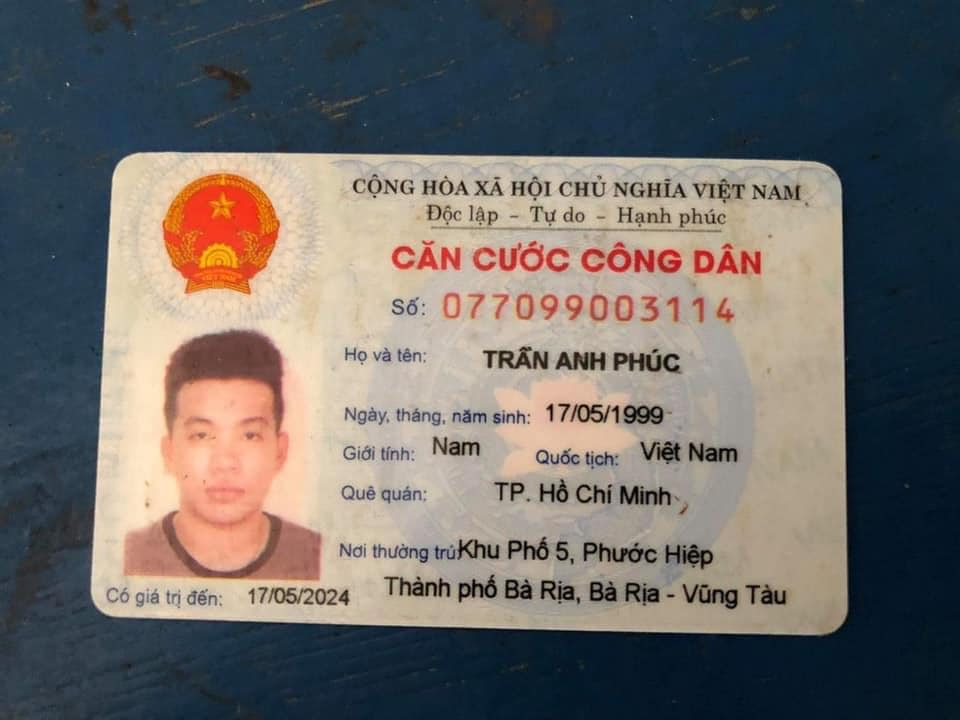 CỘNG HÒA XÃ HỘI CHỦ NGHĨA VIỆT NAM
Độc lập - Tự do - Hạnh phúc
CĂN CƯỚC CÔNG DÂN
Số: 077099003114
Họ và tên: TRẦN ANH PHÚC
Ngày, tháng, năm sinh: 17/05/1999
Giới tính: Nam Quốc tịch: Việt Nam
Quê quán: TP. Hồ Chí Minh
Nơi thường trú: Khu Phố 5, Phước Hiệp
Thành phố Bà Rịa, Bà Rịa - Vũng Tàu
Có giá trị đến: 17/05/2024